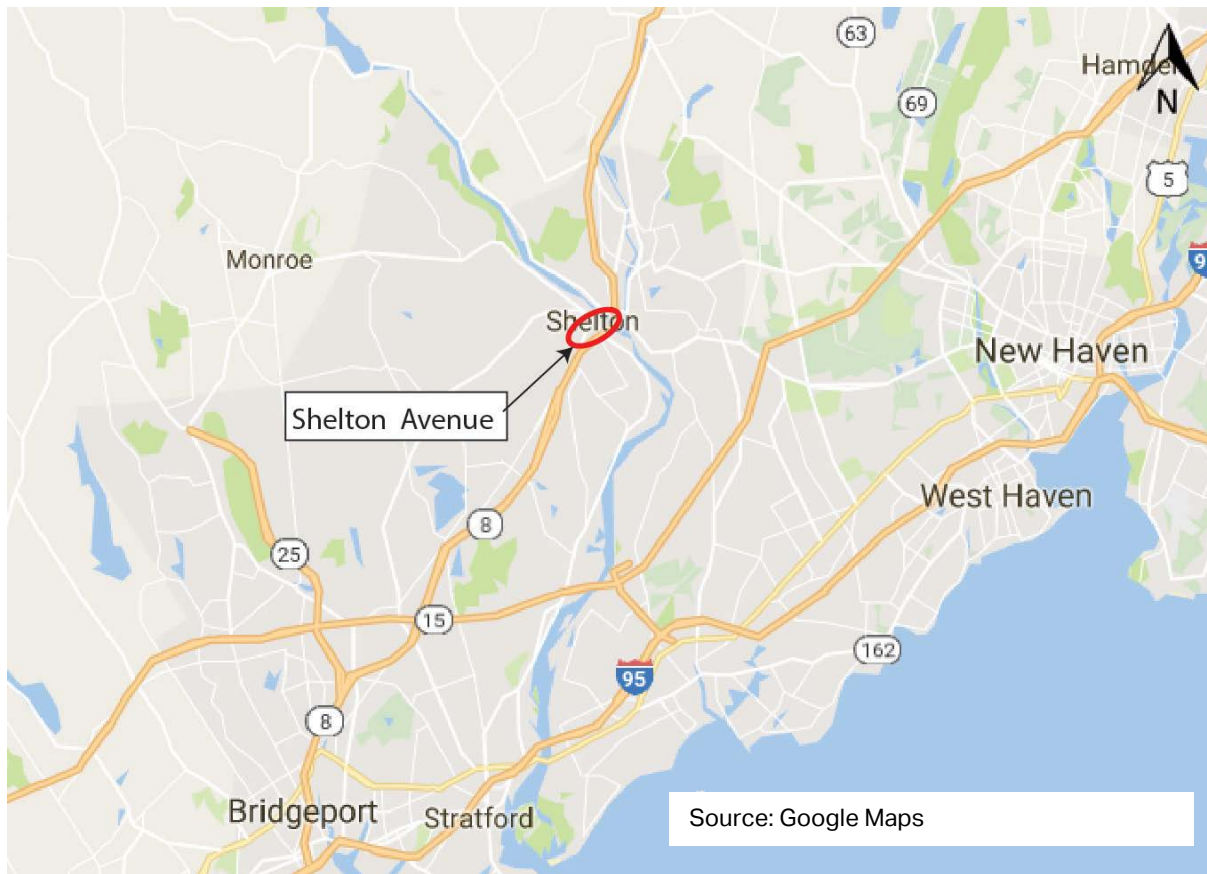 63
Hamden
N
69
5
Monroe
9
Shelton
New Haven
Shelton Avenue
West Haven
8
25
15
162
95
8
Bridgeport
Stratford
Source: Google Maps